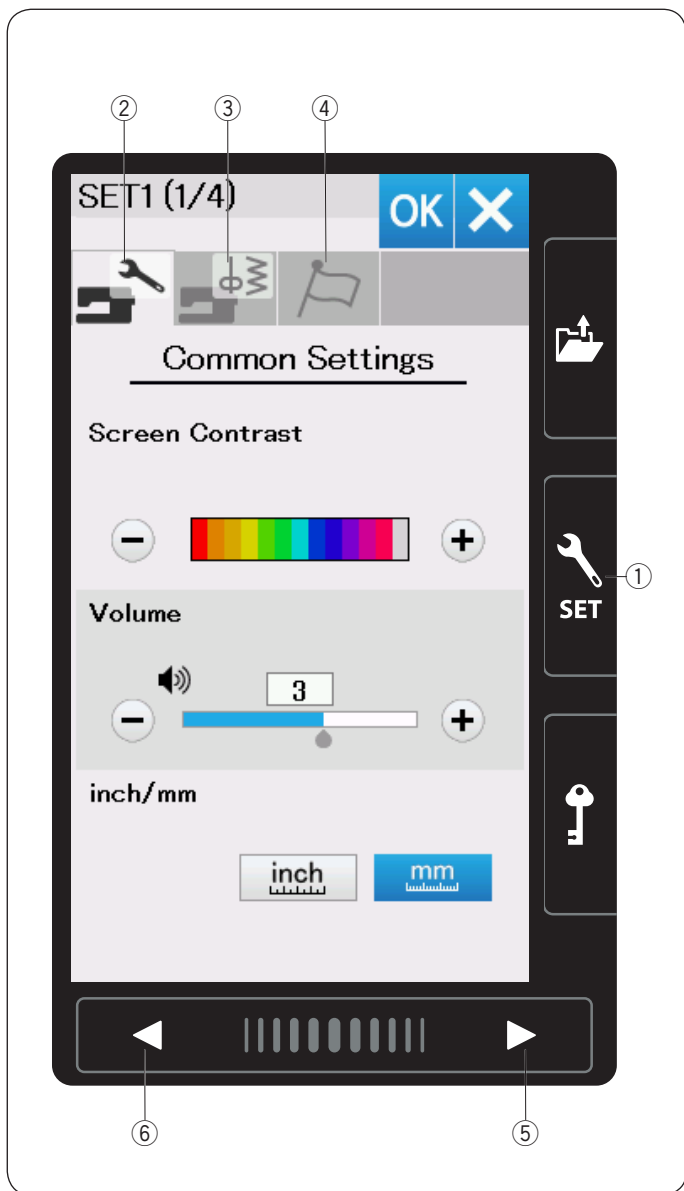 ② ③ ④
SET1 (1/4)
OK
Common Settings
Screen Contrast
①
SET
Volume
3
inch/mm
inch mm
⑥ ⑤